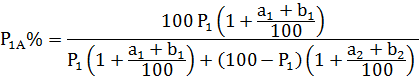 P₁A% = 100 P₁ (1 + (a₁ + b₁)/100) / (P₁ (1 + (a₁ + b₁)/100) + (100 − P₁) (1 + (a₂ + b₂)/100))